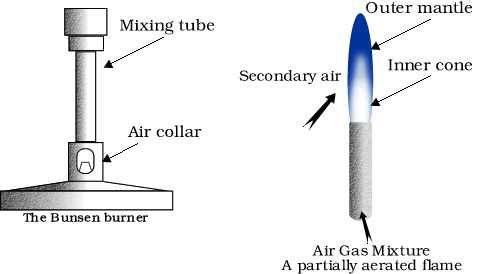 Mixing tube
Air collar
The Bunsen burner
Outer mantle
Inner cone
Secondary air
Air Gas Mixture
A partially aerated flame